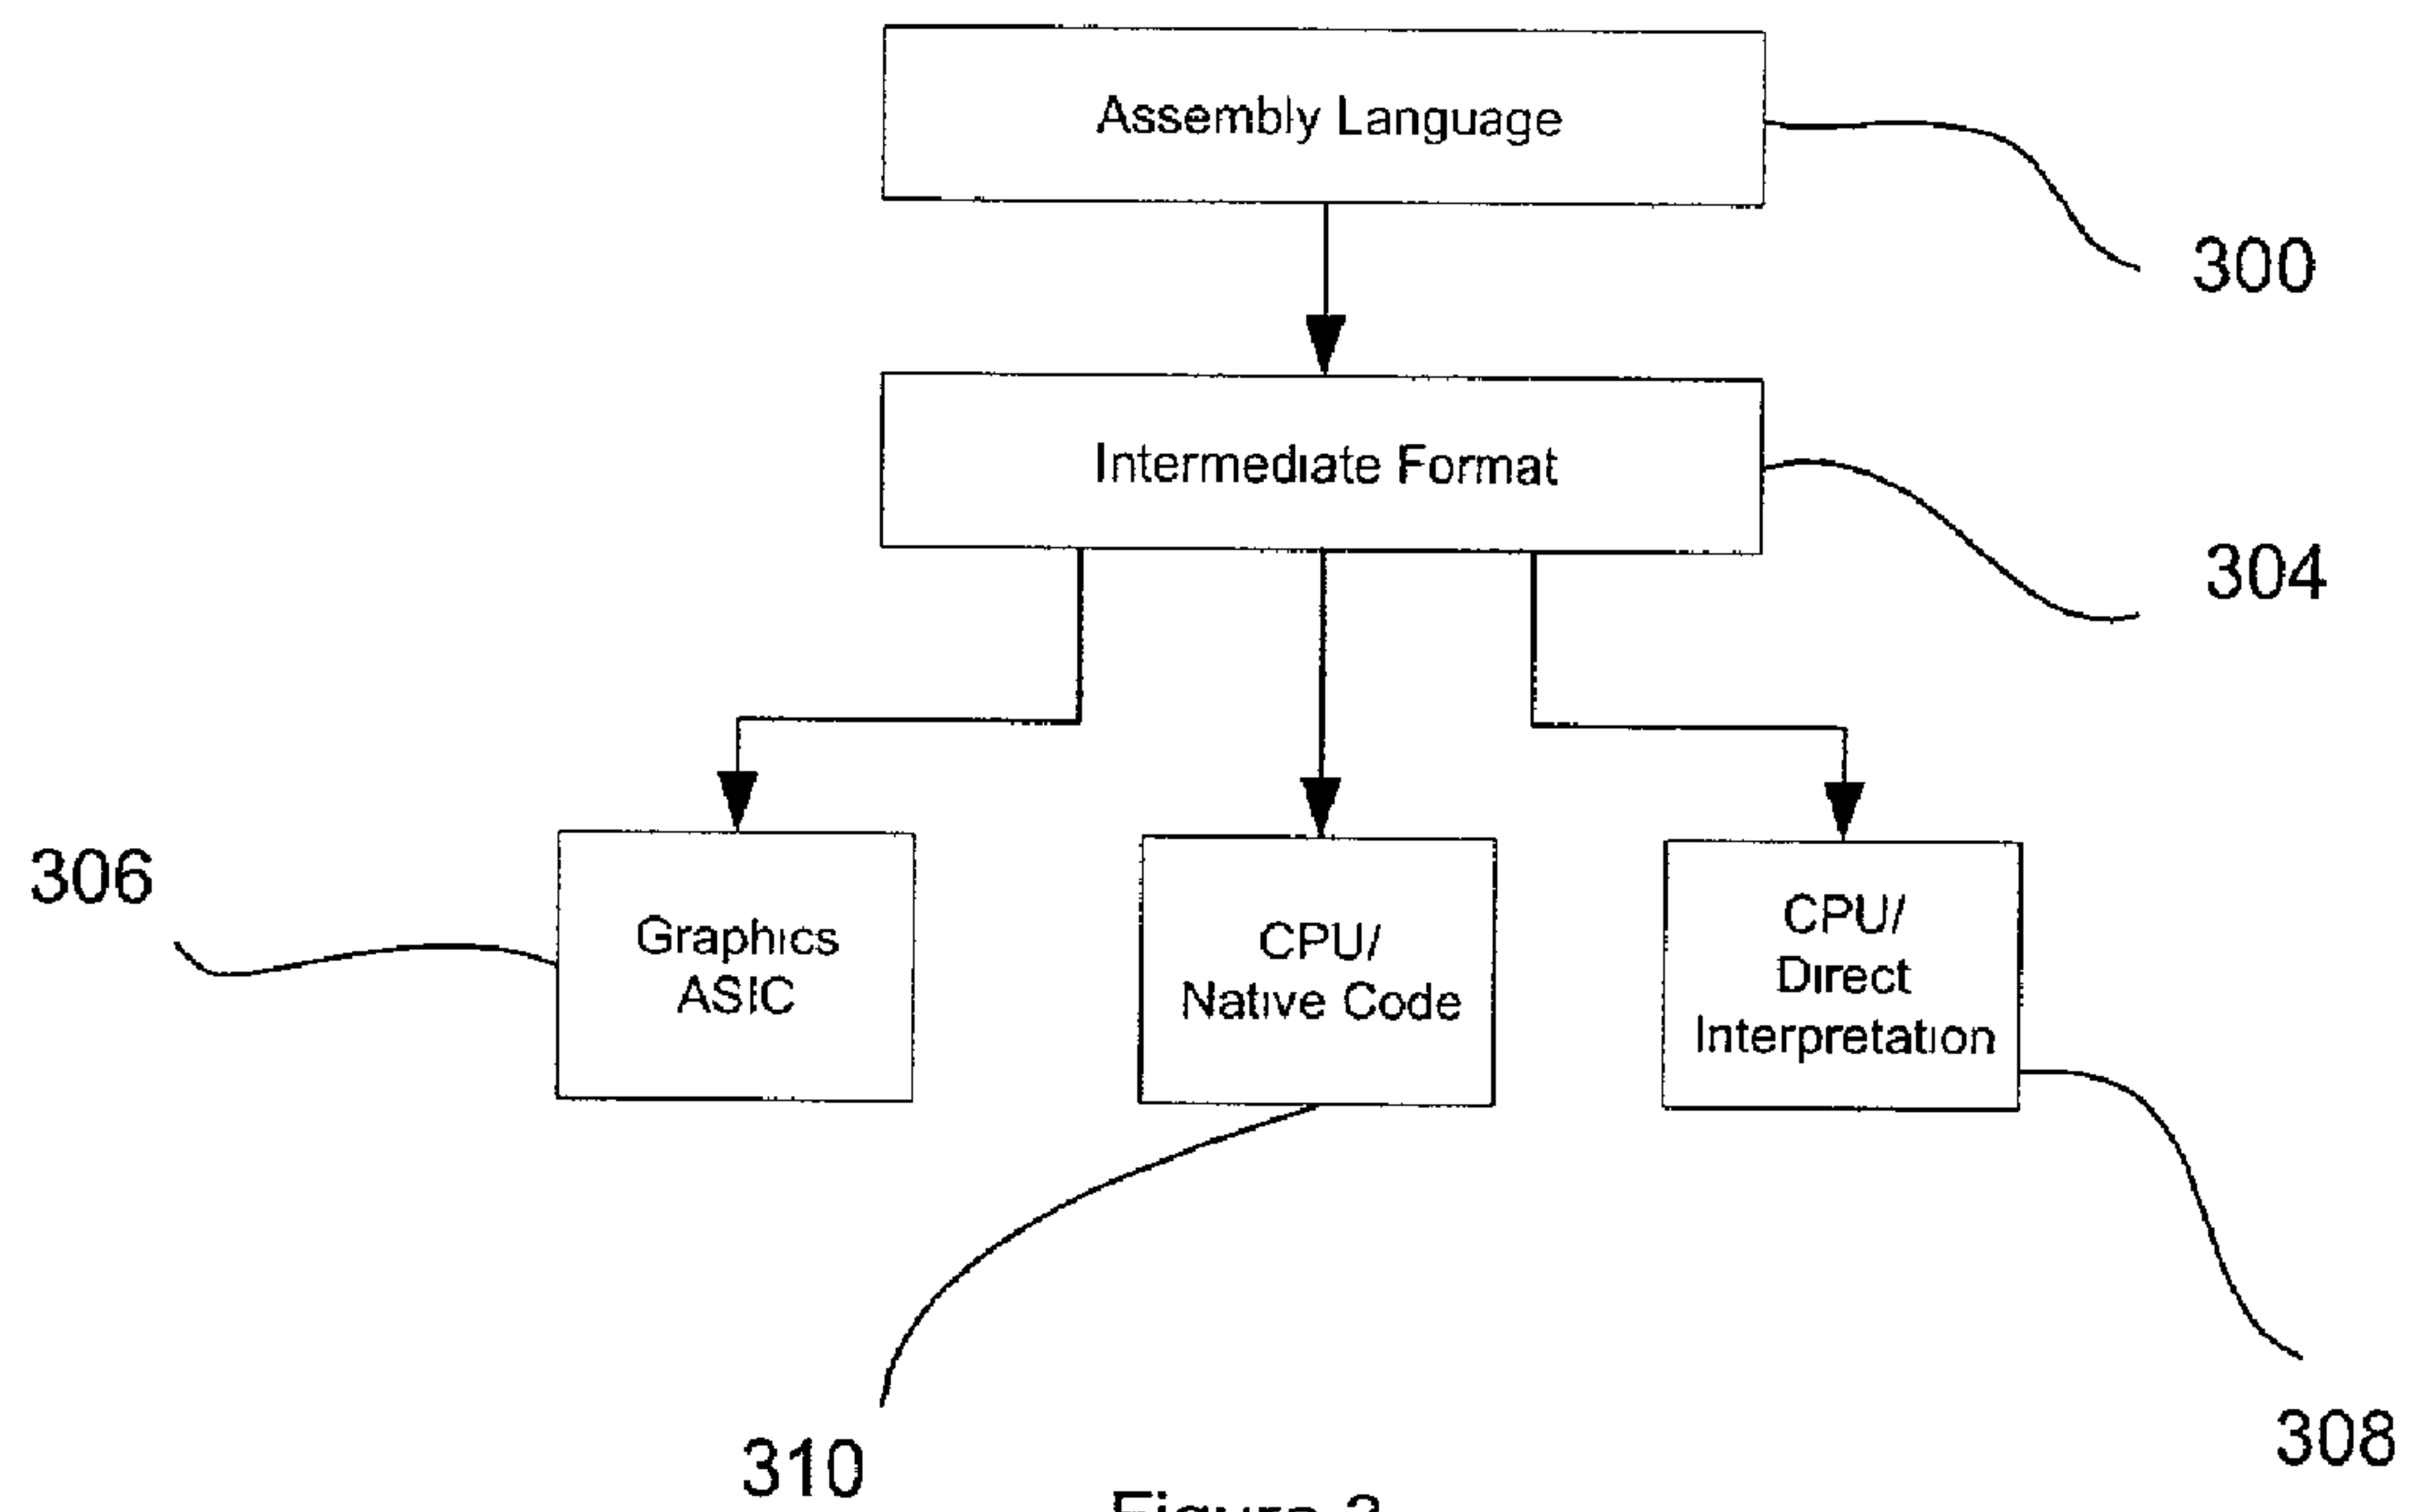 Assembly Language
300
Intermediate Format
304
306
Graphics
ASIC
CPU/
Native Code
CPU/
Direct
Interpretation
310
308